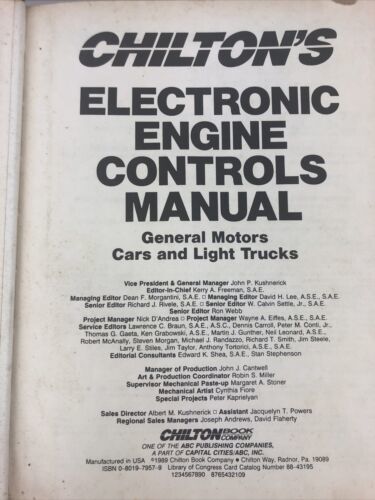 CHILTON'S
ELECTRONIC
ENGINE
CONTROLS
MANUAL
General Motors
Cars and Light Trucks
Vice President & General Manager John P. Kushnerick
Editor-In-Chief Kerry A. Freeman, S.A.E.
Managing Editor Dean F. Morgantini, S.A.E. □ Managing Editor David H. Lee, A.S.E., S.A.E.
Senior Editor Richard J. Rivele, S.A.E. □ Senior Editor W. Calvin Settle, Jr., S.A.E.
Senior Editor Ron Webb
Project Manager Nick D'Andrea □ Project Manager Wayne A. Eiffes, A.S.E., S.A.E.
Service Editors Lawrence C. Braun, S.A.E., A.S.C., Dennis Carroll, Peter M. Conti, Jr.,
Thomas G. Gaeta, Ken Grabowski, A.S.E., Martin J. Gunther, Neil Leonard, A.S.E.,
Robert McAnally, Steven Morgan, Michael J. Randazzo, Richard T. Smith, Jim Steele,
Larry E. Stiles, Jim Taylor, Anthony Tortorici, A.S.E., S.A.E.
Editorial Consultants Edward K. Shea, S.A.E., Stan Stephenson
Manager of Production John J. Cantwell
Art & Production Coordinator Robin S. Miller
Supervisor Mechanical Paste-up Margaret A. Stoner
Mechanical Artist Cynthia Fiore
Special Projects Peter Kaprielyan
Sales Director Albert M. Kushnerick □ Assistant Jacquelyn T. Powers
Regional Sales Managers Joseph Andrews, David Flaherty
CHILTON BOOK COMPANY
ONE OF THE ABC PUBLISHING COMPANIES,
A PART OF CAPITAL CITIES/ABC, INC.
Manufactured in USA ©1989 Chilton Book Company • Chilton Way, Radnor, Pa. 19089
ISBN 0-8019-7957-9 Library of Congress Card Catalog Number 88-43195
1234567890 8765432109